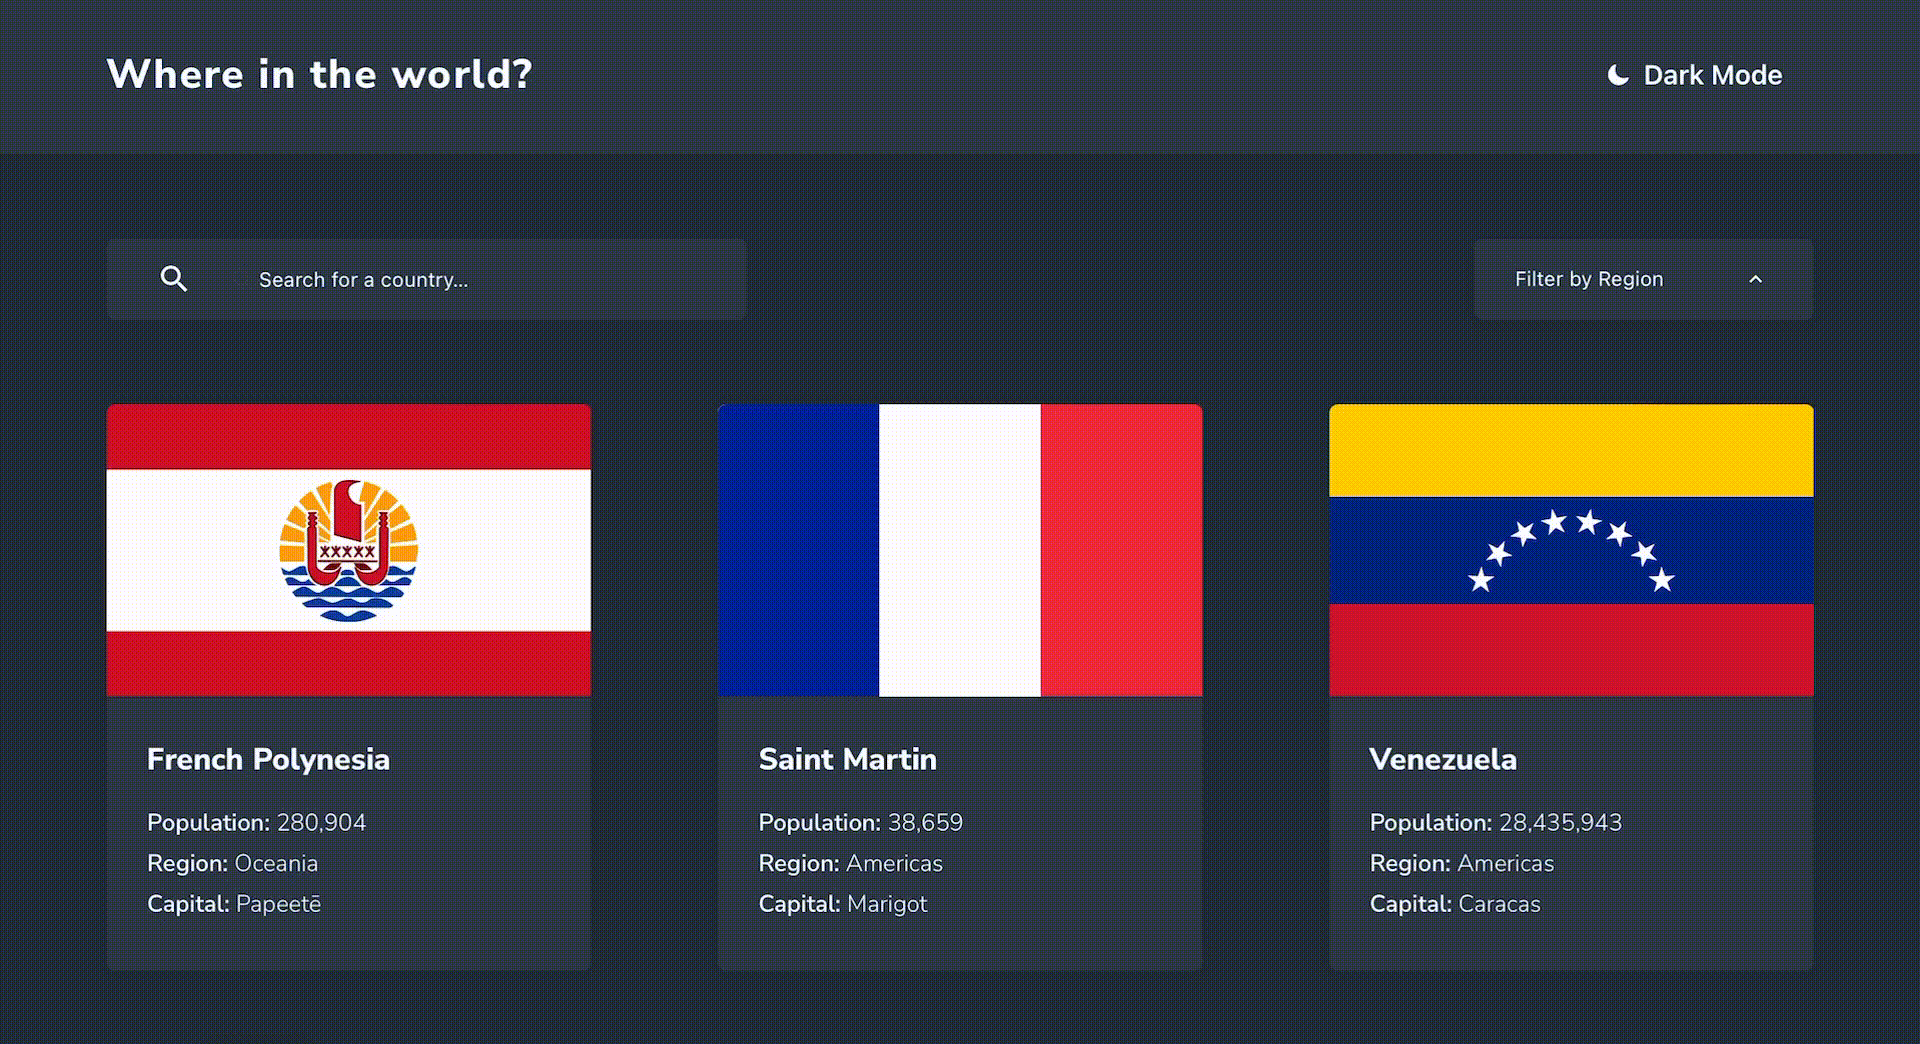 Where in the world?
Dark Mode
Search for a country...
Filter by Region
French Polynesia
Population: 280,904
Region: Oceania
Capital: Papeetē
Saint Martin
Population: 38,659
Region: Americas
Capital: Marigot
Venezuela
Population: 28,435,943
Region: Americas
Capital: Caracas